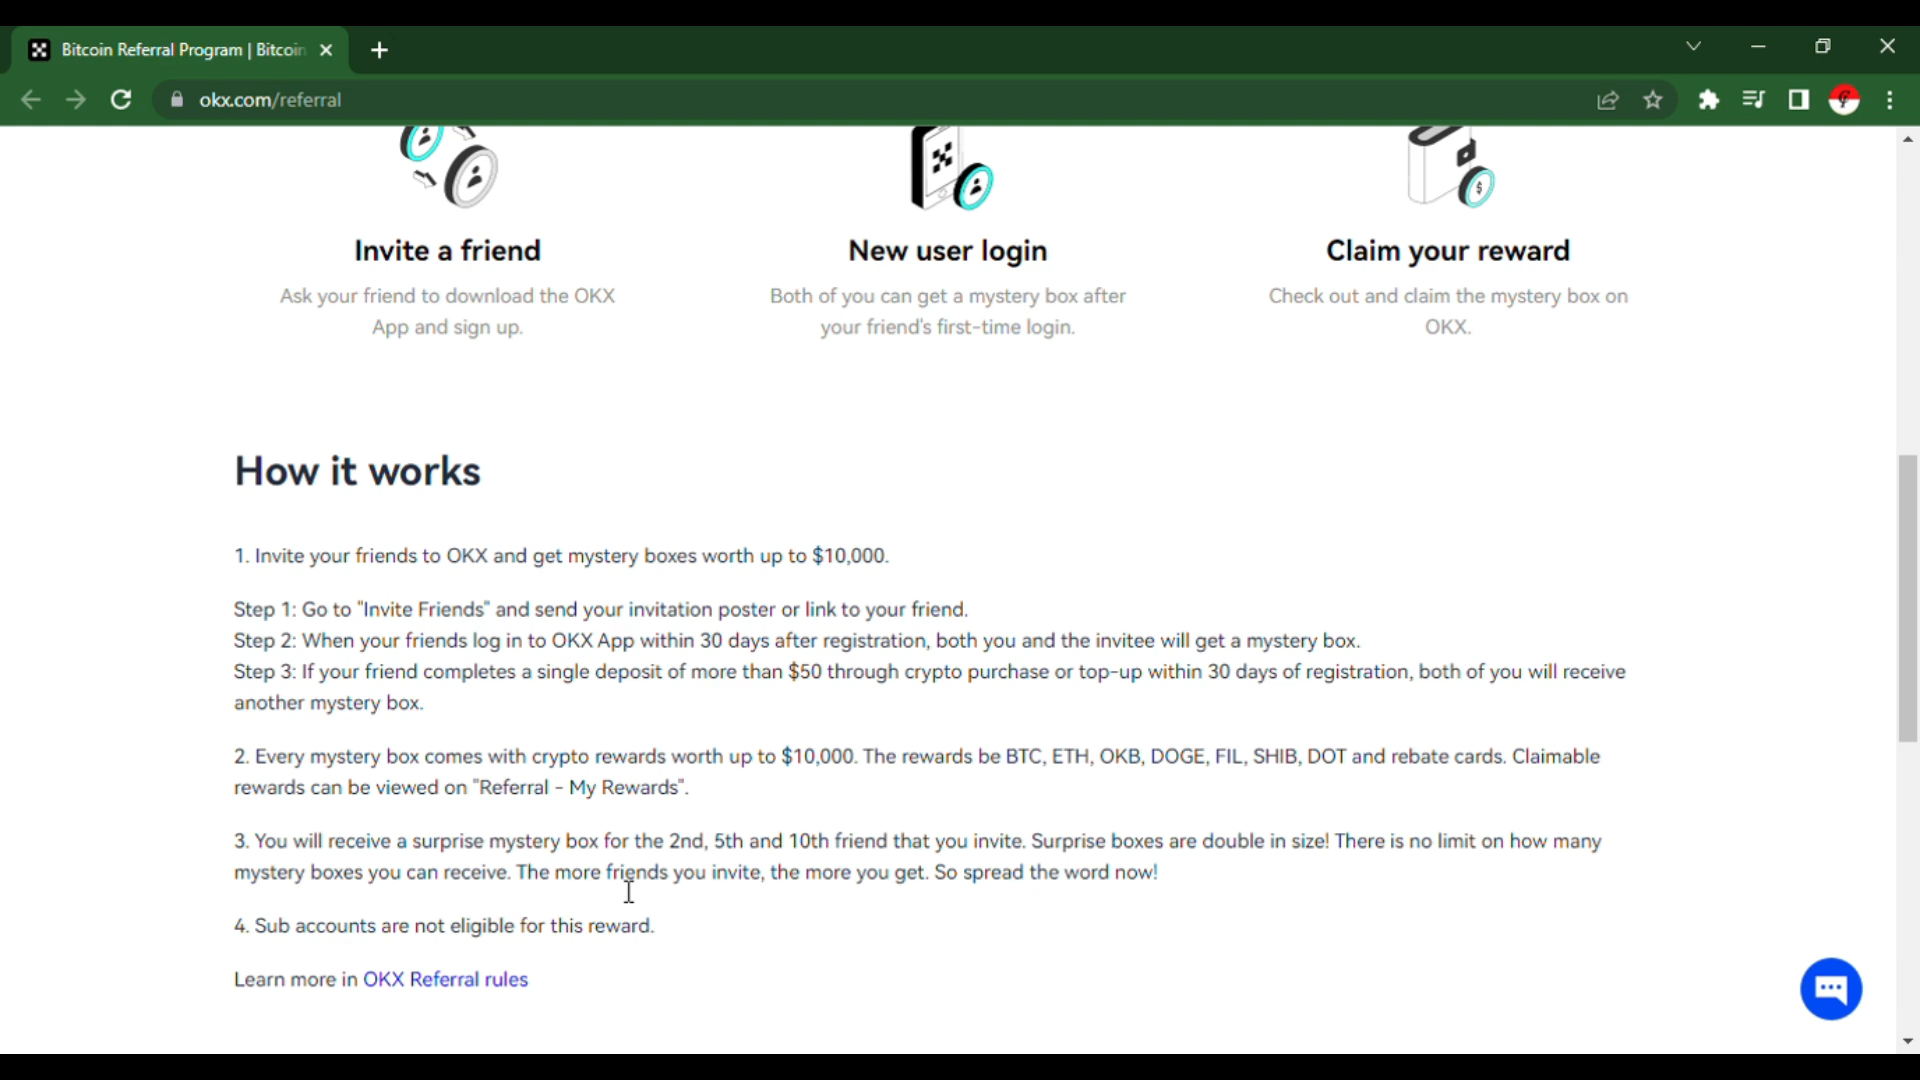 Bitcoin Referral Program | Bitcoin
okx.com/referral
Invite a friend
New user login
Claim your reward
Ask your friend to download the OKX
App and sign up.
Both of you can get a mystery box after
your friend's first-time login.
Check out and claim the mystery box on
OKX.
How it works
1. Invite your friends to OKX and get mystery boxes worth up to $10,000.
Step 1: Go to "Invite Friends" and send your invitation poster or link to your friend.
Step 2: When your friends log in to OKX App within 30 days after registration, both you and the invitee will get a mystery box.
Step 3: If your friend completes a single deposit of more than $50 through crypto purchase or top-up within 30 days of registration, both of you will receive
another mystery box.
2. Every mystery box comes with crypto rewards worth up to $10,000. The rewards be BTC, ETH, OKB, DOGE, FIL, SHIB, DOT and rebate cards. Claimable
rewards can be viewed on "Referral - My Rewards".
3. You will receive a surprise mystery box for the 2nd, 5th and 10th friend that you invite. Surprise boxes are double in size! There is no limit on how many
mystery boxes you can receive. The more friends you invite, the more you get. So spread the word now!
4. Sub accounts are not eligible for this reward.
Learn more in OKX Referral rules